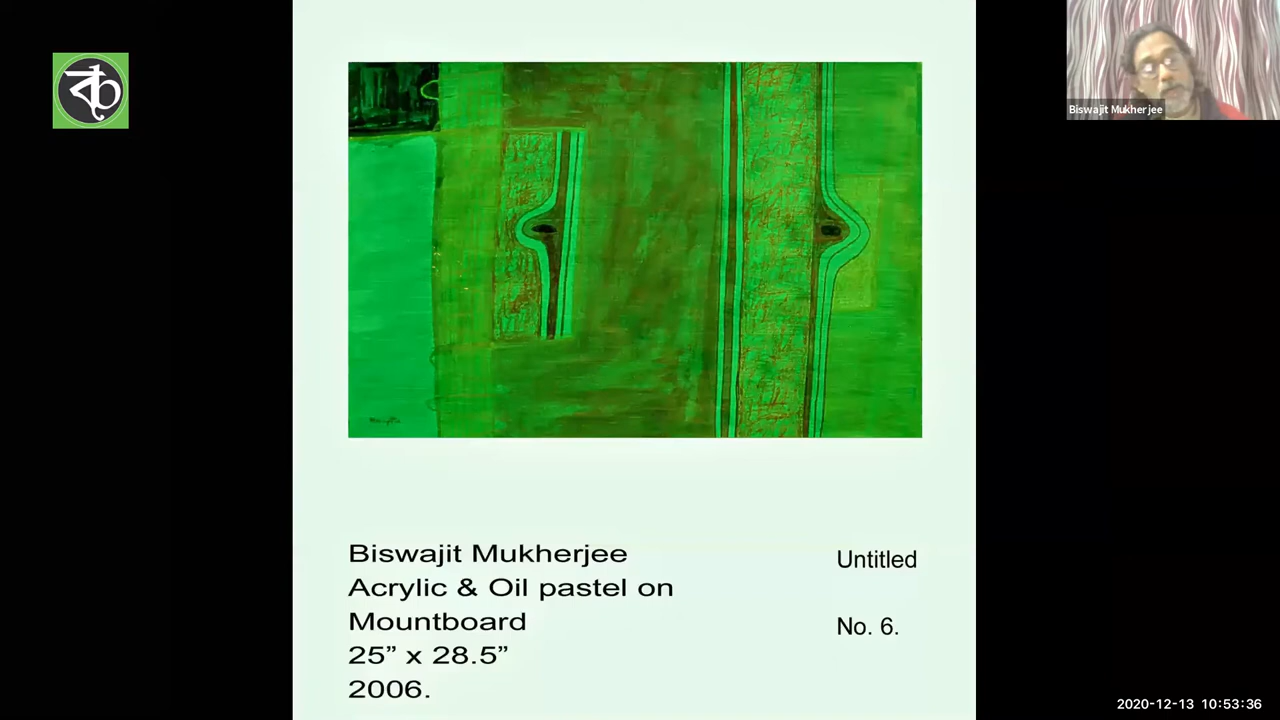 Biswajit Mukherjee
Biswajit Mukherjee
Acrylic & Oil pastel on
Mountboard
25” x 28.5”
2006.
Untitled
No. 6.
2020-12-13 10:53:36